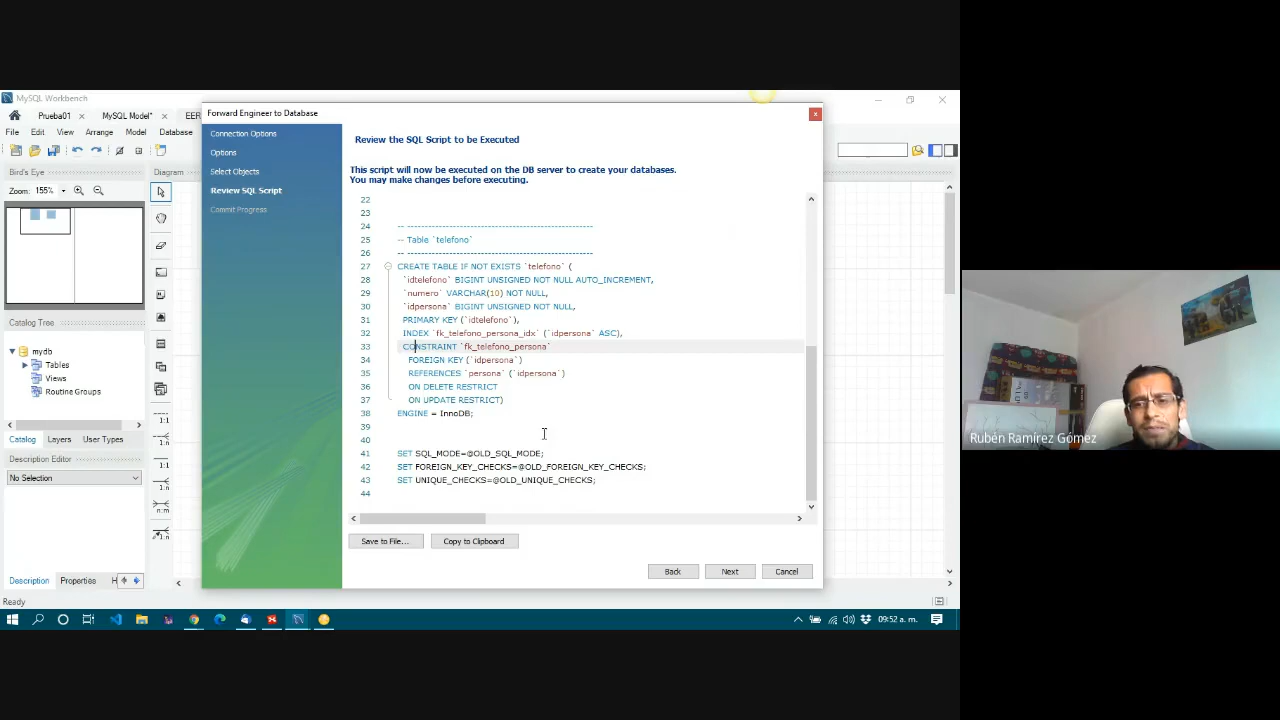 MySQL Workbench
Prueba01
MySQL Model*
EER
File Edit View Arrange Model Database
Bird's Eye
Zoom: 155%
Diagram
Catalog Tree
mydb
Tables
Views
Routine Groups
Catalog Layers User Types
Description Editor
No Selection
Description Properties H
Ready
Forward Engineer to Database
Connection Options
Options
Select Objects
Review SQL Script
Commit Progress
Review the SQL Script to be Executed
This script will now be executed on the DB server to create your databases.
You may make changes before executing.
22
23
24 -- -----------------------------------------------------
25 -- Table `telefono`
26 -- -----------------------------------------------------
27 CREATE TABLE IF NOT EXISTS `telefono` (
28 `idtelefono` BIGINT UNSIGNED NOT NULL AUTO_INCREMENT,
29 `numero` VARCHAR(10) NOT NULL,
30 `idpersona` BIGINT UNSIGNED NOT NULL,
31 PRIMARY KEY (`idtelefono`),
32 INDEX `fk_telefono_persona_idx` (`idpersona` ASC),
33 CONSTRAINT `fk_telefono_persona`
34 FOREIGN KEY (`idpersona`)
35 REFERENCES `persona` (`idpersona`)
36 ON DELETE RESTRICT
37 ON UPDATE RESTRICT)
38 ENGINE = InnoDB;
39
40
41 SET SQL_MODE=@OLD_SQL_MODE;
42 SET FOREIGN_KEY_CHECKS=@OLD_FOREIGN_KEY_CHECKS;
43 SET UNIQUE_CHECKS=@OLD_UNIQUE_CHECKS;
44
Save to File... Copy to Clipboard
Back Next Cancel
1:1
1:n
1:1
1:n
n:m
1:n
09:52 a. m.
Rubén Ramírez Gómez